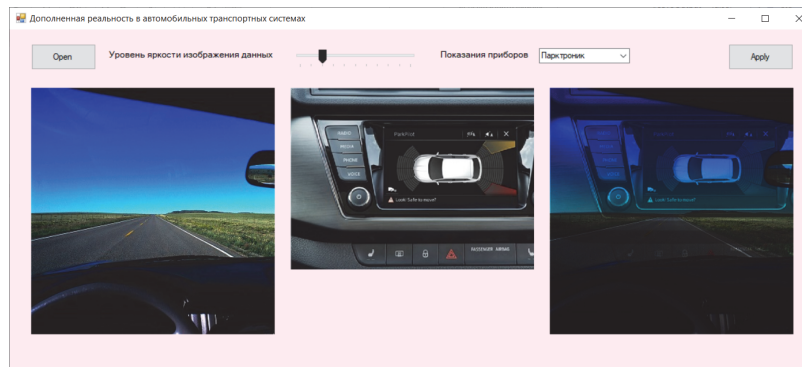 Дополненная реальность в автомобильных транспортных системах
Open
Уровень яркости изображения данных
Показания приборов
Парктроник
Apply
RADIO
ParkPilot
MEDIA
PHONE
VOICE
Look! Safe to move?
PASSENGER AIRBAG